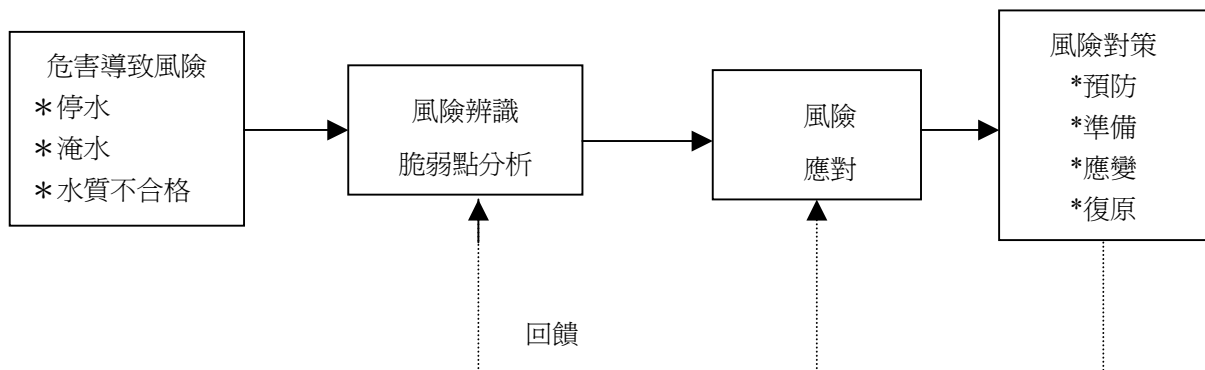 危害導致風險
＊停水
＊淹水
＊水質不合格
風險辨識
脆弱點分析
風險
應對
風險對策
*預防
*準備
*應變
*復原
回饋